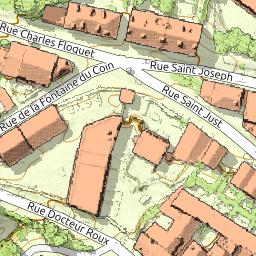 Rue Charles Floquet
Rue Saint Joseph
Rue de la Fontaine du Coin
Rue Saint Just
Rue Docteur Roux